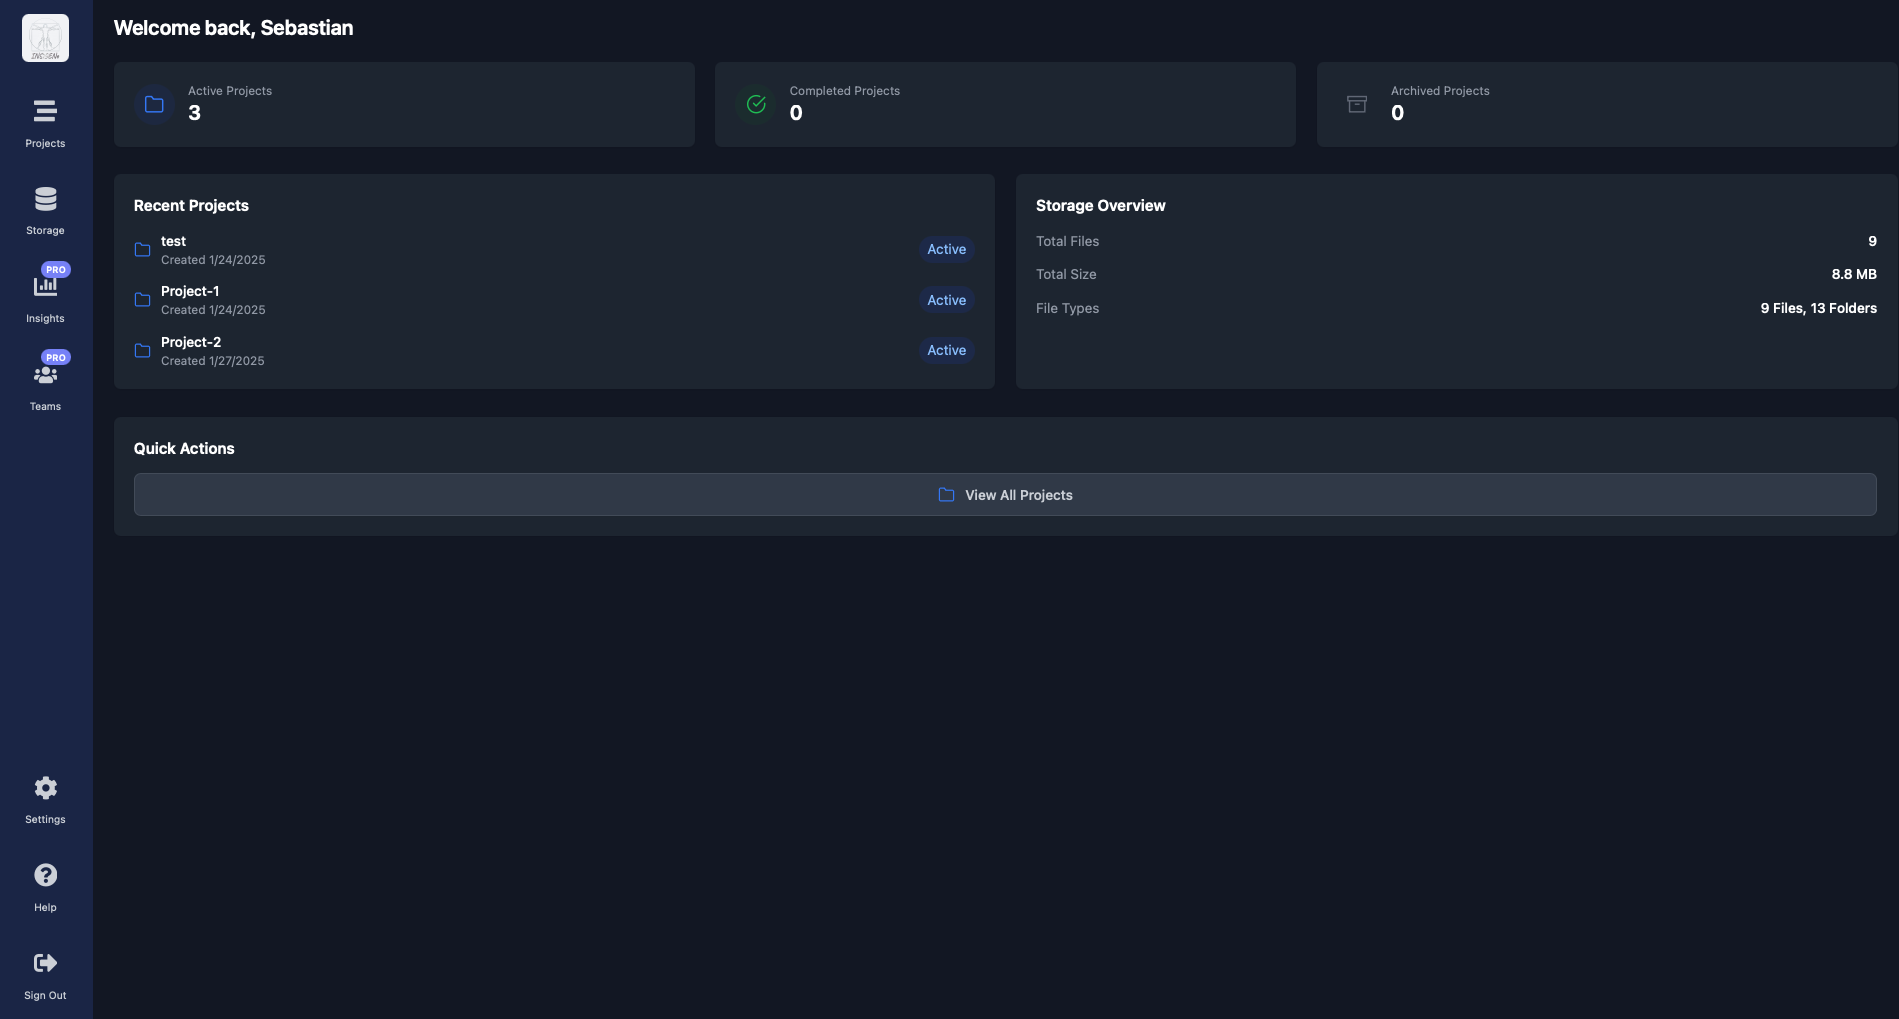 Projects
Storage
PRO
Insights
PRO
Teams
Settings
Help
Sign Out
Welcome back, Sebastian
Active Projects
3
Completed Projects
0
Archived Projects
0
Recent Projects
test
Created 1/24/2025
Active
Project-1
Created 1/24/2025
Active
Project-2
Created 1/27/2025
Active
Storage Overview
Total Files 9
Total Size 8.8 MB
File Types 9 Files, 13 Folders
Quick Actions
View All Projects